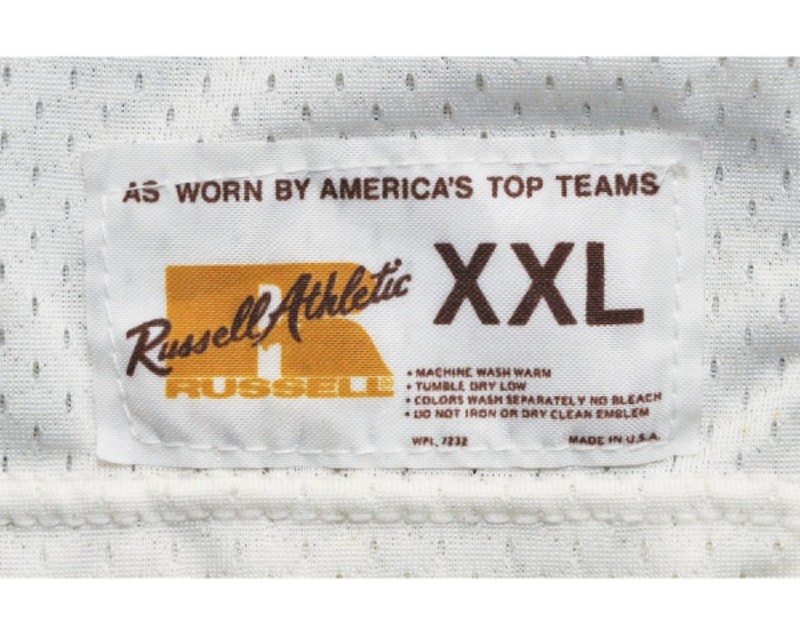 AS WORN BY AMERICA'S TOP TEAMS
Russell Athletic
RUSSELL®
XXL
• MACHINE WASH WARM
• TUMBLE DRY LOW
• COLORS WASH SEPARATELY NO BLEACH
• DO NOT IRON OR DRY CLEAN EMBLEM
WPL 7232 MADE IN U.S.A.